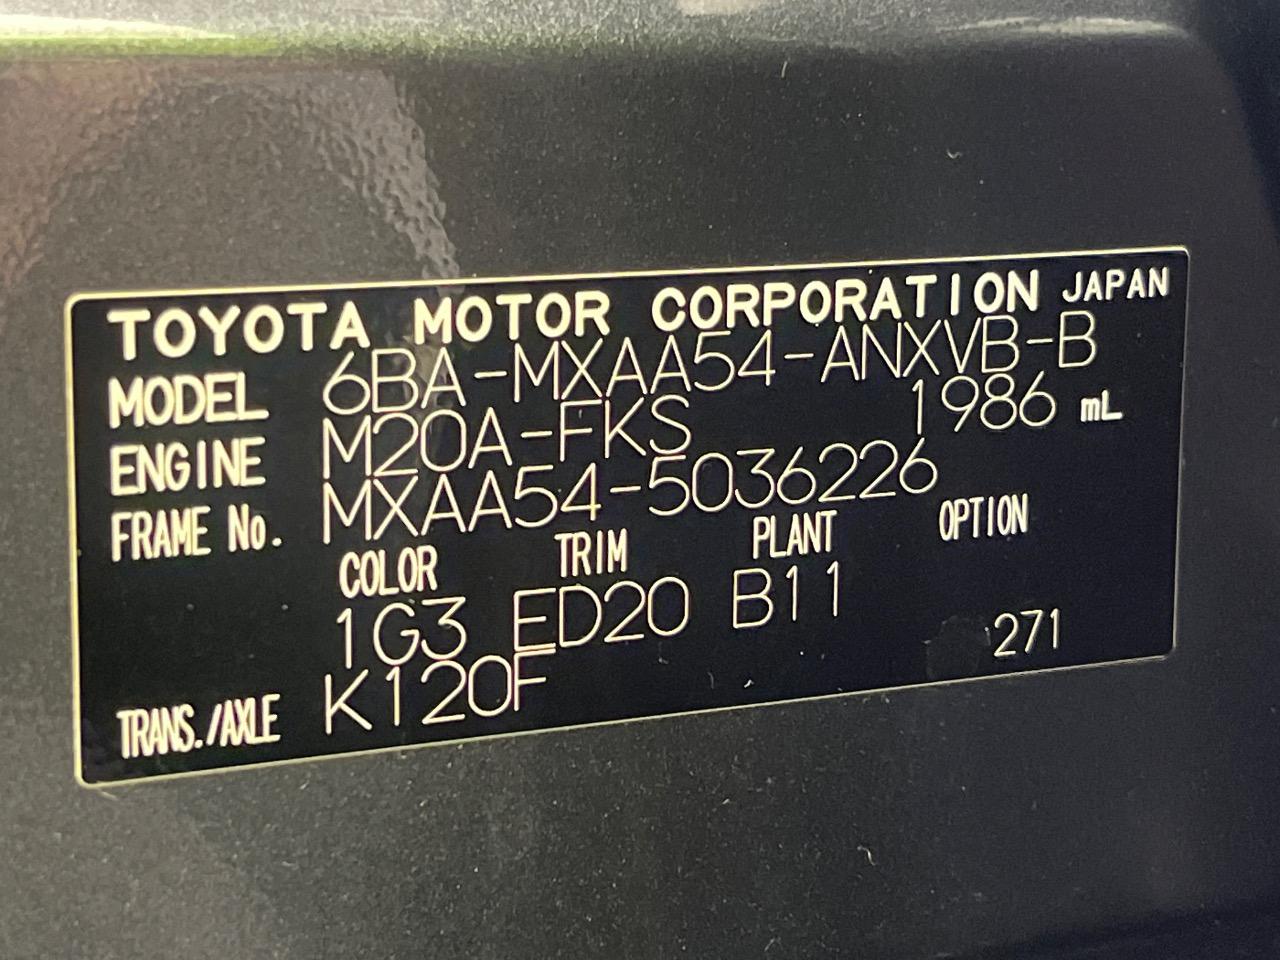 TOYOTA MOTOR CORPORATION JAPAN
MODEL 6BA-MXAA54-ANXVB-B
ENGINE M20A-FKS 1986 mL
FRAME No. MXAA54-5036226
COLOR TRIM PLANT OPTION
1G3 ED20 B11 271
TRANS./AXLE K120F